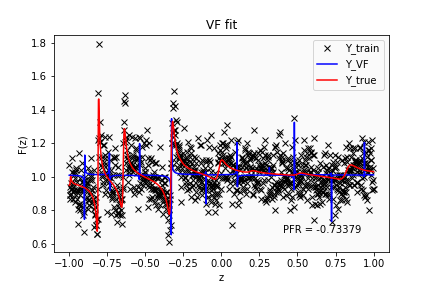 VF fit
Y_train
Y_VF
Y_true
F(z)
1.8
1.6
1.4
1.2
1.0
0.8
0.6
PFR = -0.73379
−1.00 −0.75 −0.50 −0.25 0.00 0.25 0.50 0.75 1.00
z